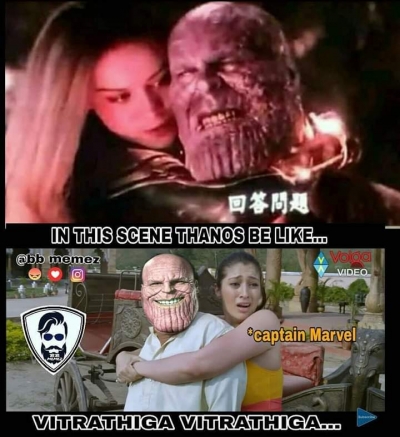 回答問題
IN THIS SCENE THANOS BE LIKE...
@bb memez
VIDEO
*captain Marvel
VITRATHIGA VITRATHIGA...